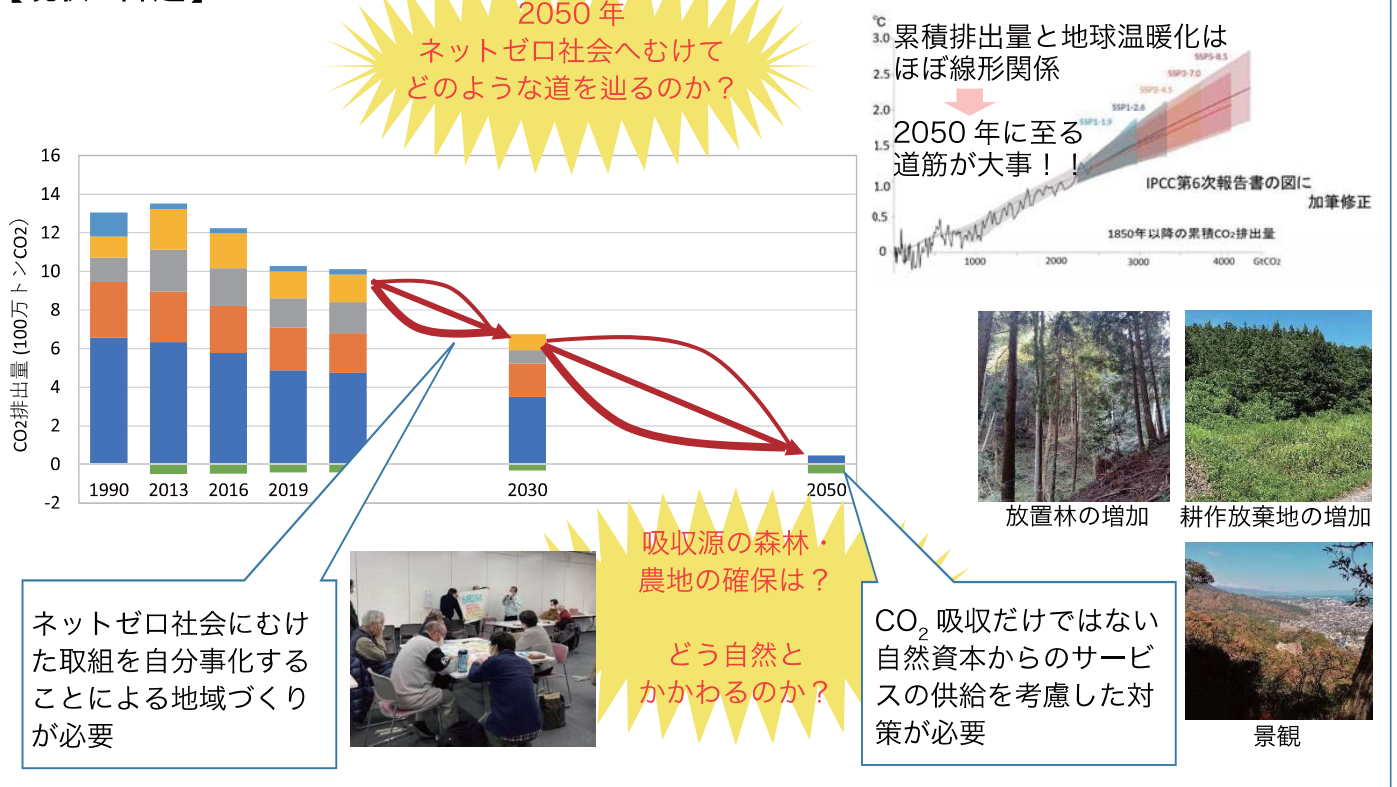 2050 年
ネットゼロ社会へむけて
どのような道を辿るのか？
℃
3.0
2.5
2.0
1.5
1.0
0.5
0
累積排出量と地球温暖化は
ほぼ線形関係
2050 年に至る
道筋が大事！！
SSP1-1.9
SSP1-2.6
SSP2-4.5
SSP3-7.0
SSP5-8.5
IPCC第6次報告書の図に
加筆修正
1850年以降の累積CO₂排出量
1000
2000
3000
4000
GtCO₂
CO2排出量 (100万トンCO2)
16
14
12
10
8
6
4
2
0
-2
1990
2013
2016
2019
2030
2050
放置林の増加
耕作放棄地の増加
景観
吸収源の森林・
農地の確保は？
どう自然と
かかわるのか？
ネットゼロ社会にむけ
た取組を自分事化する
ことによる地域づくり
が必要
CO₂ 吸収だけではない
自然資本からのサービ
スの供給を考慮した対
策が必要